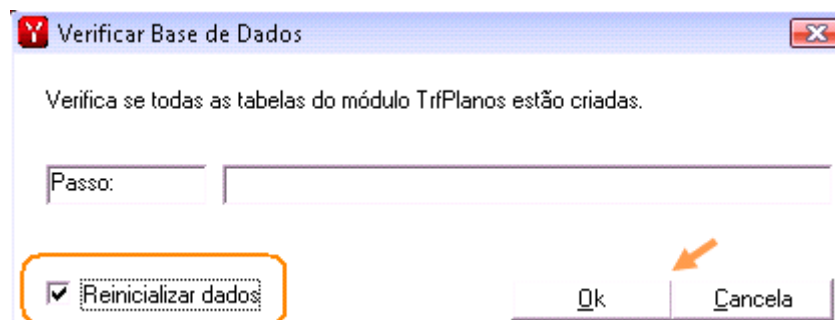 Verificar Base de Dados
Verifica se todas as tabelas do módulo TrfPlanos estão criadas.
Passo:
Reinicializar dados
Ok Cancela